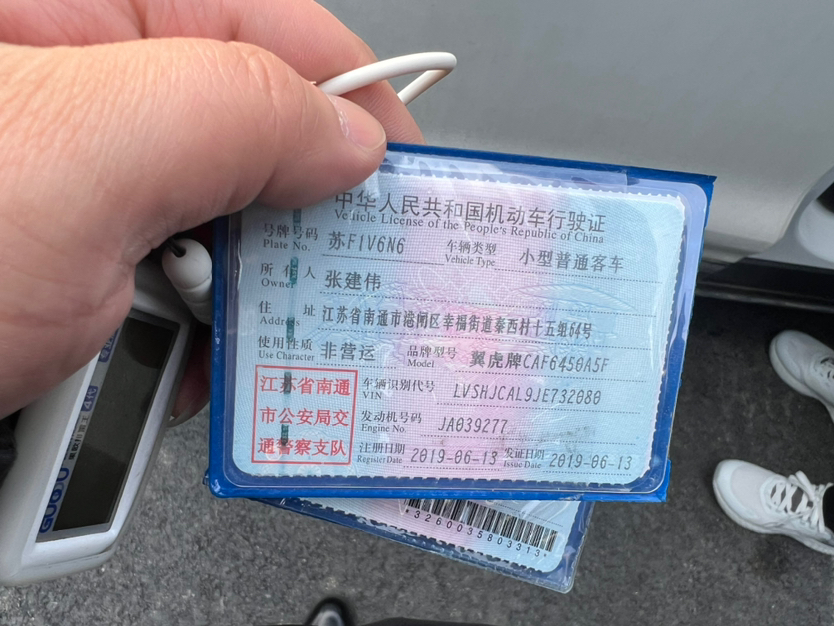 中华人民共和国机动车行驶证
Vehicle License of the People's Republic of China
号牌号码 苏F1V6N6 车辆类型 小型普通客车
Plate No. Vehicle Type
所有人 张建伟
Owner
住址 江苏省南通市港闸区幸福街道秦西村十五组64号
Address
使用性质 非营运 品牌型号 翼虎牌CAF6450A5F
Use Character Model
江苏省南通
市公安局交
通警察支队
车辆识别代号 LVSHJCAL9JE732080
VIN
发动机号码 JA039277
Engine No.
注册日期 2019-06-13 发证日期 2019-06-13
Register Date Issue Date
*3260035803313*
GUGU